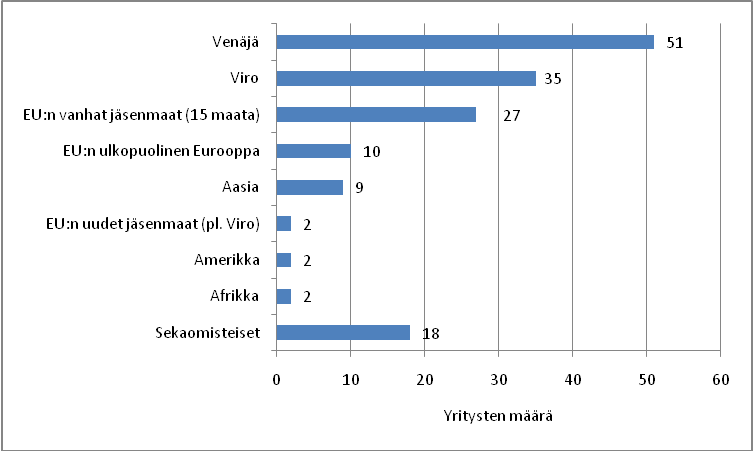 Venäjä 51
Viro 35
EU:n vanhat jäsenmaat (15 maata) 27
EU:n ulkopuolinen Eurooppa 10
Aasia 9
EU:n uudet jäsenmaat (pl. Viro) 2
Amerikka 2
Afrikka 2
Sekaomisteiset 18
0 10 20 30 40 50 60
Yritysten määrä